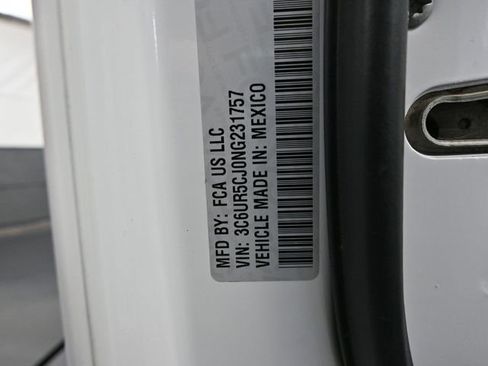 MFD BY: FCA US LLC
VIN: 3C6UR5CJ0NG231757
VEHICLE MADE IN: MEXICO